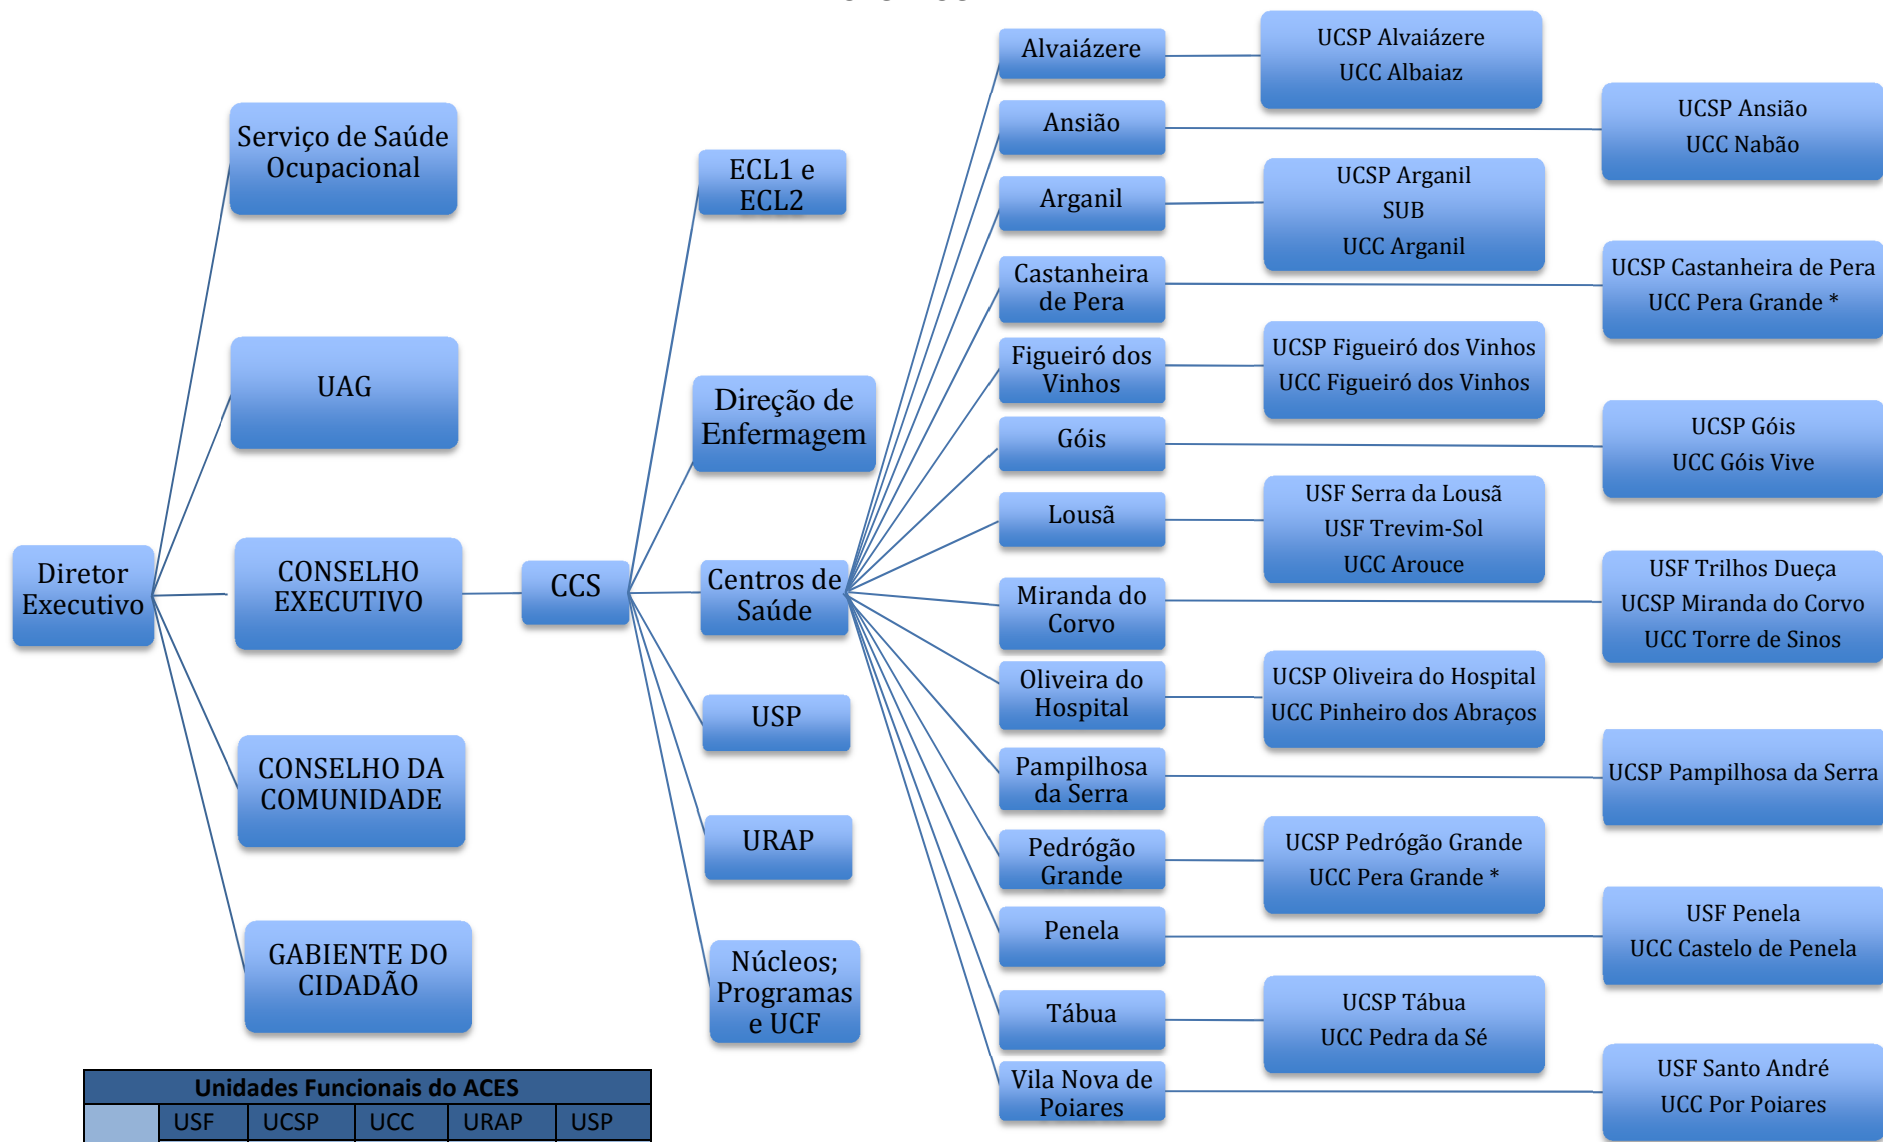 Diretor
Executivo
Serviço de Saúde
Ocupacional
UAG
CONSELHO
EXECUTIVO
CONSELHO DA
COMUNIDADE
GABIENTE DO
CIDADÃO
CCS
ECL1 e
ECL2
Direção de
Enfermagem
Centros de
Saúde
USP
URAP
Núcleos;
Programas
e UCF
Alvaiázere
UCSP Alvaiázere
UCC Albaiaz
Ansião
UCSP Ansião
UCC Nabão
Arganil
UCSP Arganil
SUB
UCC Arganil
Castanheira
de Pera
UCSP Castanheira de Pera
UCC Pera Grande *
Figueiró dos
Vinhos
UCSP Figueiró dos Vinhos
UCC Figueiró dos Vinhos
Góis
UCSP Góis
UCC Góis Vive
Lousã
USF Serra da Lousã
USF Trevim-Sol
UCC Arouce
Miranda do
Corvo
USF Trilhos Dueça
UCSP Miranda do Corvo
UCC Torre de Sinos
Oliveira do
Hospital
UCSP Oliveira do Hospital
UCC Pinheiro dos Abraços
Pampilhosa
da Serra
UCSP Pampilhosa da Serra
Pedrógão
Grande
UCSP Pedrógão Grande
UCC Pera Grande *
Penela
USF Penela
UCC Castelo de Penela
Tábua
UCSP Tábua
UCC Pedra da Sé
Vila Nova de
Poiares
USF Santo André
UCC Por Poiares
Unidades Funcionais do ACES
USF UCSP UCC URAP USP